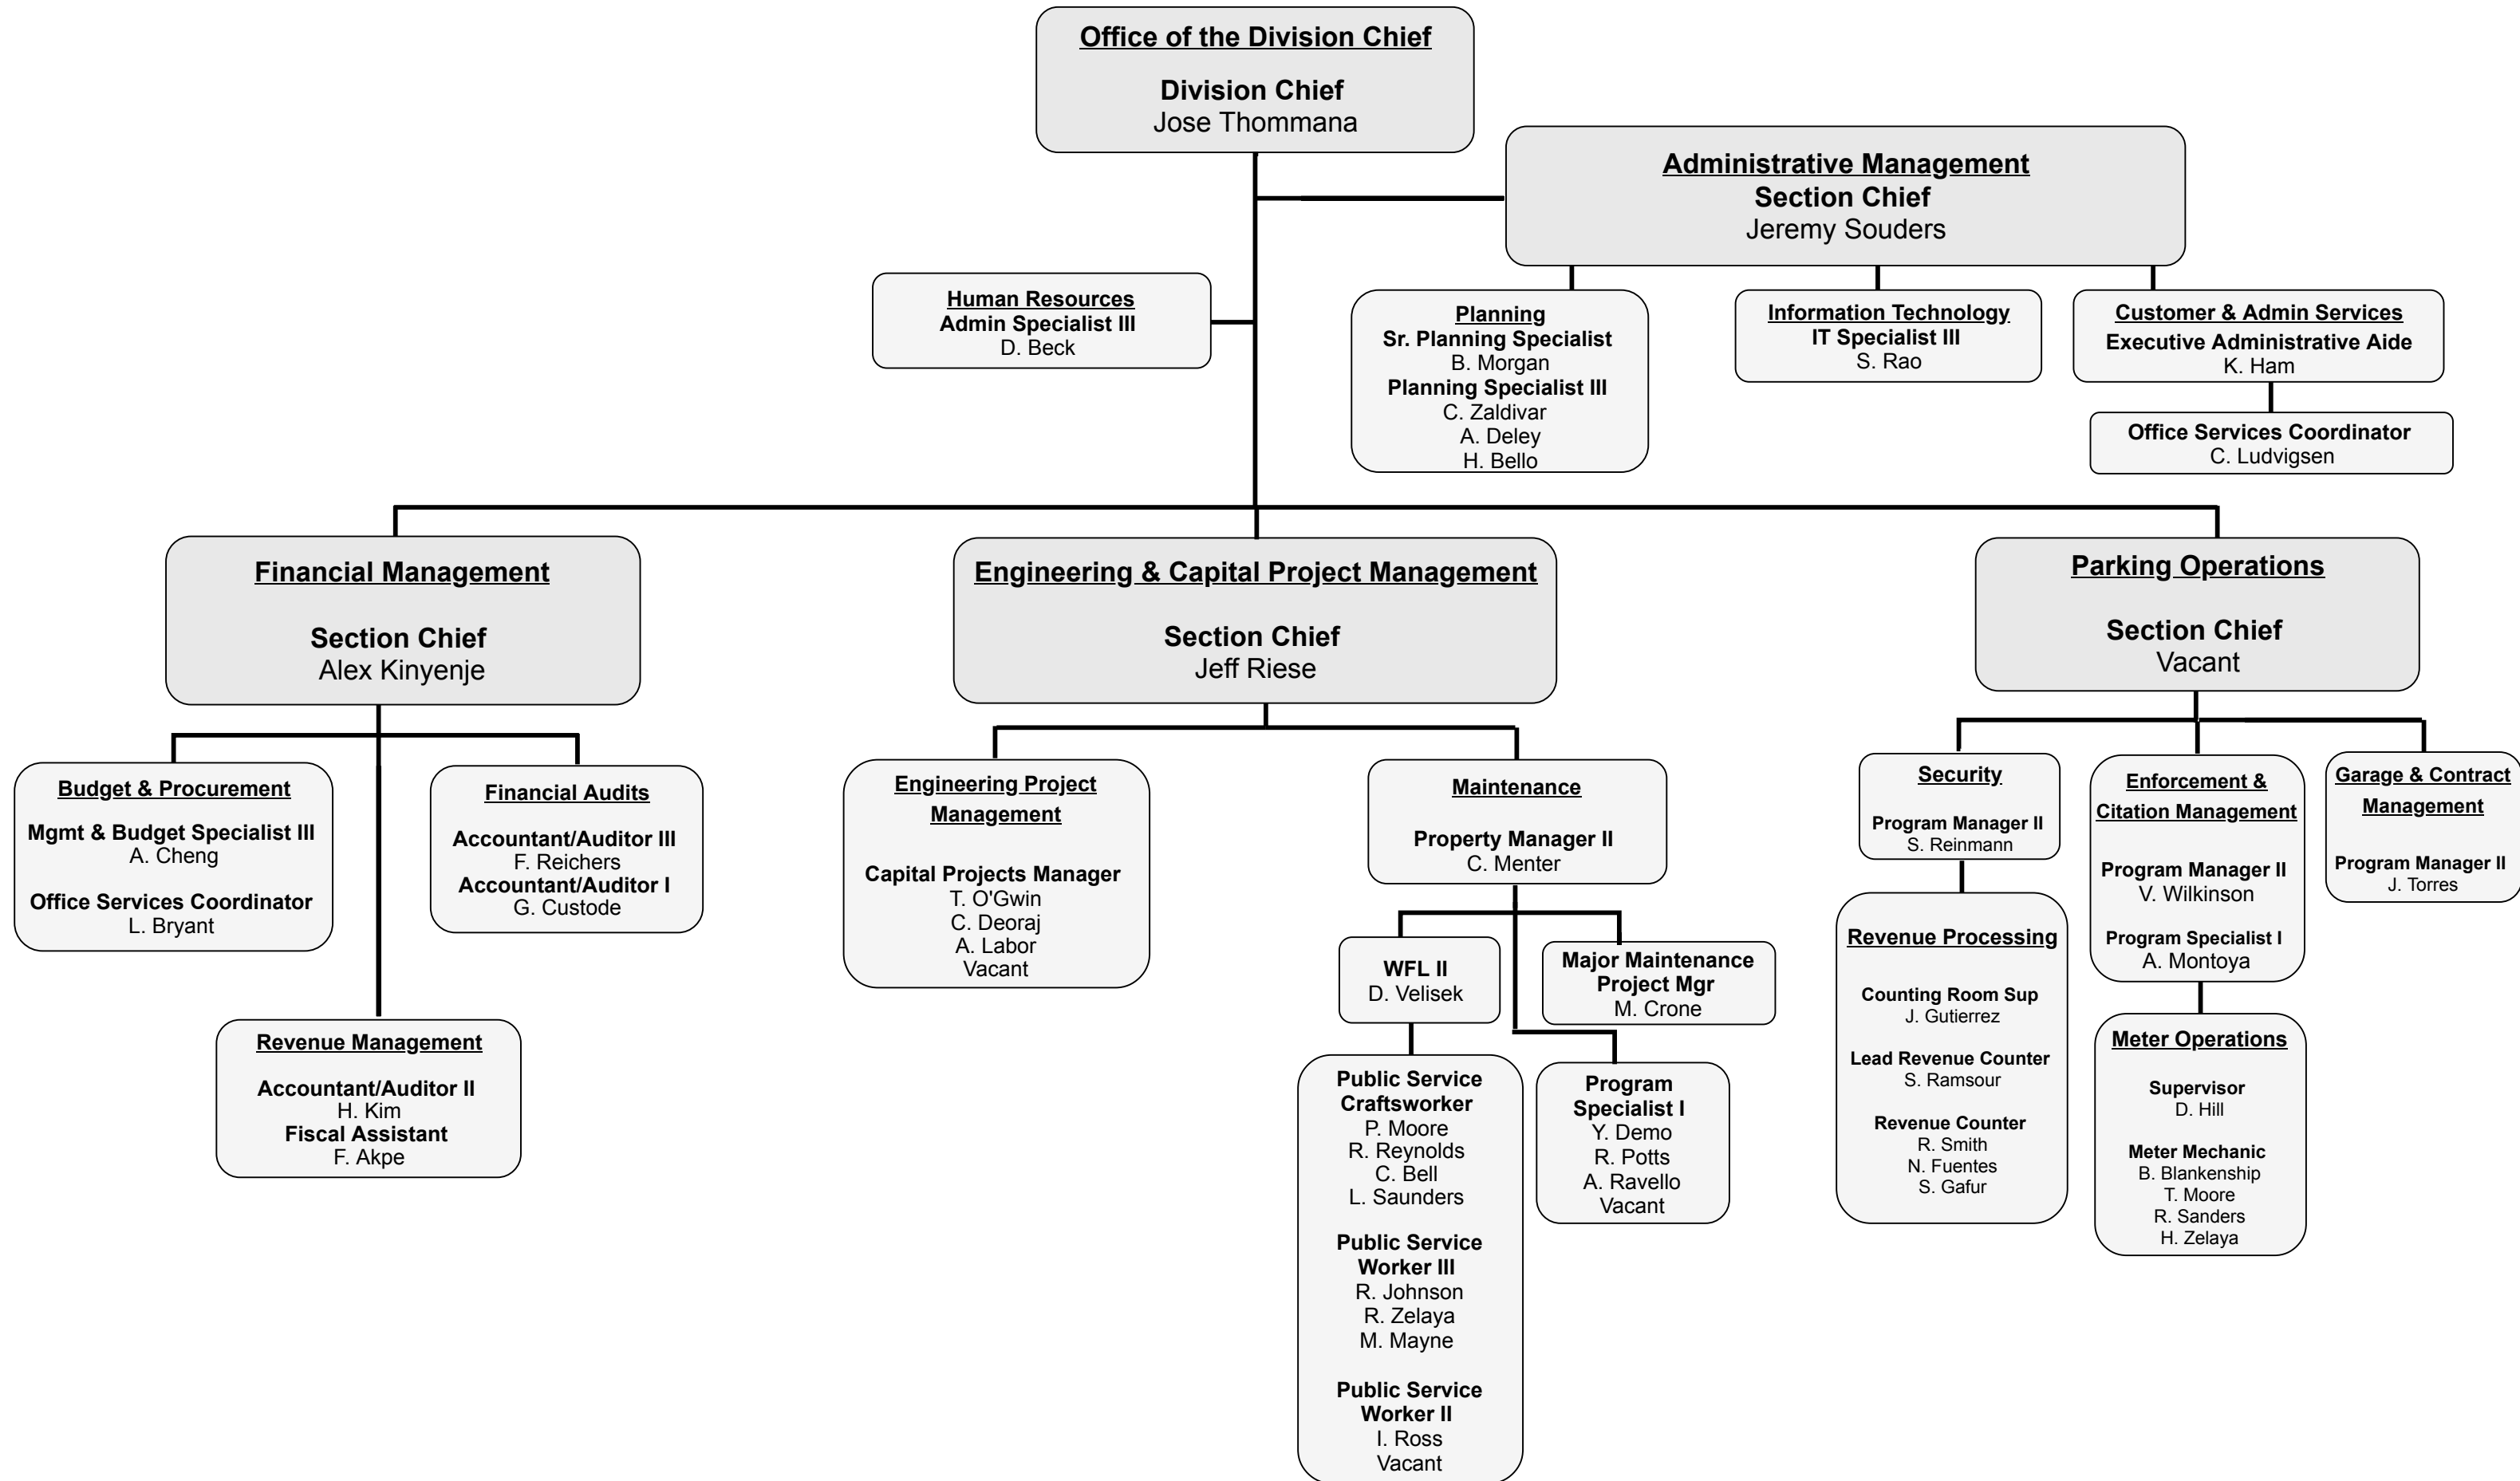 Office of the Division Chief
Division Chief
Jose Thommana
Administrative Management
Section Chief
Jeremy Souders
Human Resources
Admin Specialist III
D. Beck
Planning
Sr. Planning Specialist
B. Morgan
Planning Specialist III
C. Zaldivar
A. Deley
H. Bello
Information Technology
IT Specialist III
S. Rao
Customer & Admin Services
Executive Administrative Aide
K. Ham
Office Services Coordinator
C. Ludvigsen
Financial Management
Section Chief
Alex Kinyenje
Engineering & Capital Project Management
Section Chief
Jeff Riese
Parking Operations
Section Chief
Vacant
Budget & Procurement
Mgmt & Budget Specialist III
A. Cheng
Office Services Coordinator
L. Bryant
Financial Audits
Accountant/Auditor III
F. Reichers
Accountant/Auditor I
G. Custode
Revenue Management
Accountant/Auditor II
H. Kim
Fiscal Assistant
F. Akpe
Engineering Project
Management
Capital Projects Manager
T. O'Gwin
C. Deoraj
A. Labor
Vacant
Maintenance
Property Manager II
C. Menter
WFL II
D. Velisek
Major Maintenance
Project Mgr
M. Crone
Public Service
Craftsworker
P. Moore
R. Reynolds
C. Bell
L. Saunders
Public Service
Worker III
R. Johnson
R. Zelaya
M. Mayne
Public Service
Worker II
I. Ross
Vacant
Program
Specialist I
Y. Demo
R. Potts
A. Ravello
Vacant
Security
Program Manager II
S. Reinmann
Revenue Processing
Counting Room Sup
J. Gutierrez
Lead Revenue Counter
S. Ramsour
Revenue Counter
R. Smith
N. Fuentes
S. Gafur
Enforcement &
Citation Management
Program Manager II
V. Wilkinson
Program Specialist I
A. Montoya
Meter Operations
Supervisor
D. Hill
Meter Mechanic
B. Blankenship
T. Moore
R. Sanders
H. Zelaya
Garage & Contract
Management
Program Manager II
J. Torres